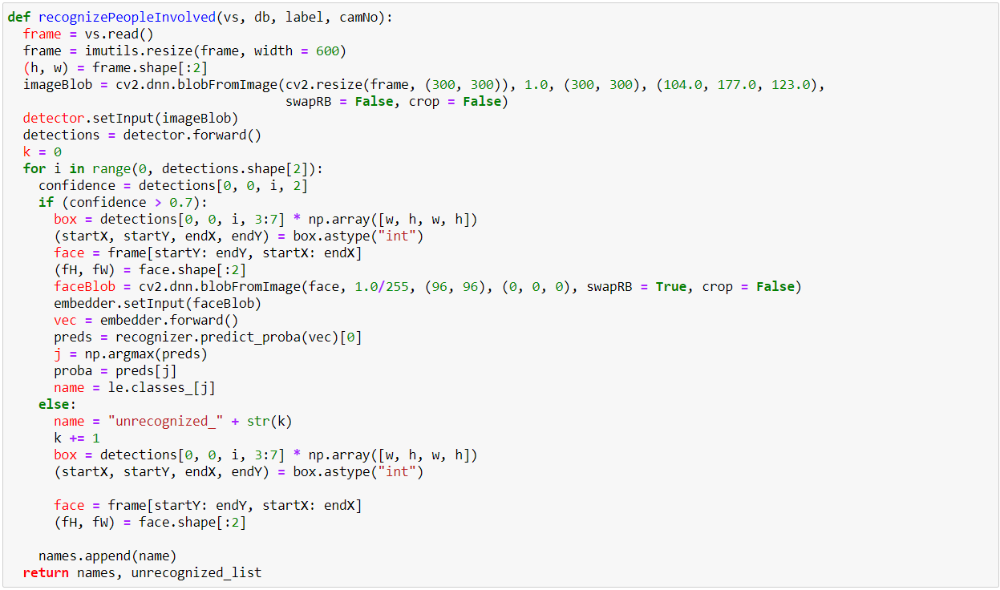 def recognizePeopleInvolved(vs, db, label, camNo):
  frame = vs.read()
  frame = imutils.resize(frame, width = 600)
  (h, w) = frame.shape[:2]
  imageBlob = cv2.dnn.blobFromImage(cv2.resize(frame, (300, 300)), 1.0, (300, 300), (104.0, 177.0, 123.0),
                                    swapRB = False, crop = False)
  detector.setInput(imageBlob)
  detections = detector.forward()
  k = 0
  for i in range(0, detections.shape[2]):
    confidence = detections[0, 0, i, 2]
    if (confidence > 0.7):
      box = detections[0, 0, i, 3:7] * np.array([w, h, w, h])
      (startX, startY, endX, endY) = box.astype("int")
      face = frame[startY: endY, startX: endX]
      (fH, fW) = face.shape[:2]
      faceBlob = cv2.dnn.blobFromImage(face, 1.0/255, (96, 96), (0, 0, 0), swapRB = True, crop = False)
      embedder.setInput(faceBlob)
      vec = embedder.forward()
      preds = recognizer.predict_proba(vec)[0]
      j = np.argmax(preds)
      proba = preds[j]
      name = le.classes_[j]
    else:
      name = "unrecognized_" + str(k)
      k += 1
      box = detections[0, 0, i, 3:7] * np.array([w, h, w, h])
      (startX, startY, endX, endY) = box.astype("int")

      face = frame[startY: endY, startX: endX]
      (fH, fW) = face.shape[:2]

    names.append(name)
  return names, unrecognized_list